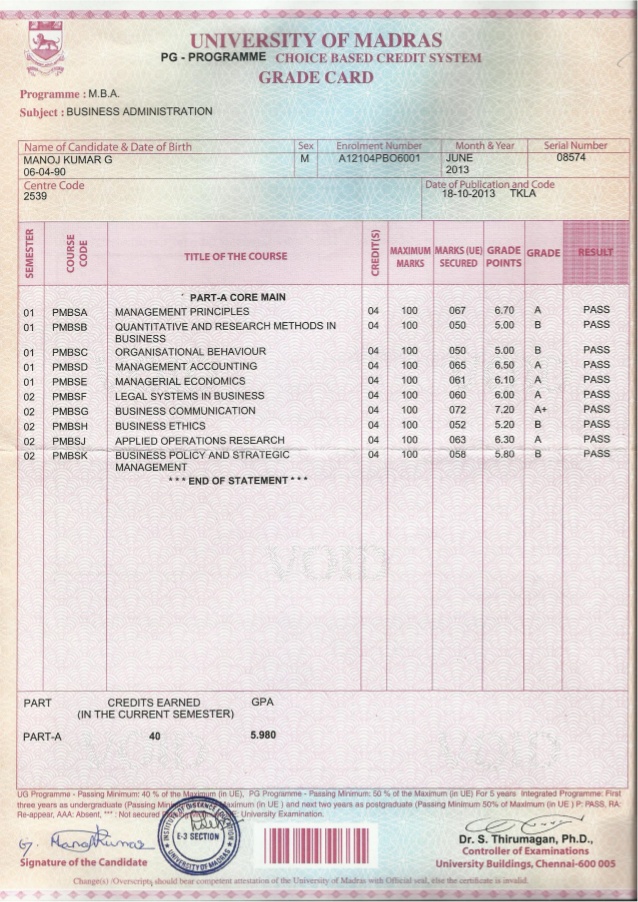 UNIVERSITY OF MADRAS
PG - PROGRAMME CHOICE BASED CREDIT SYSTEM
GRADE CARD
Programme : M.B.A.
Subject : BUSINESS ADMINISTRATION
Name of Candidate & Date of Birth Sex Enrolment Number Month & Year Serial Number
MANOJ KUMAR G M A12104PBO6001 JUNE 08574
06-04-90 2013
Centre Code Date of Publication and Code
2539 18-10-2013 TKLA
SEMESTER COURSE CODE TITLE OF THE COURSE CREDIT(S) MAXIMUM MARKS MARKS (UE) SECURED GRADE POINTS GRADE RESULT
PART-A CORE MAIN
01 PMBSA MANAGEMENT PRINCIPLES 04 100 067 6.70 A PASS
01 PMBSB QUANTITATIVE AND RESEARCH METHODS IN 04 100 050 5.00 B PASS
BUSINESS
01 PMBSC ORGANISATIONAL BEHAVIOUR 04 100 050 5.00 B PASS
01 PMBSD MANAGEMENT ACCOUNTING 04 100 065 6.50 A PASS
01 PMBSE MANAGERIAL ECONOMICS 04 100 061 6.10 A PASS
02 PMBSF LEGAL SYSTEMS IN BUSINESS 04 100 060 6.00 A PASS
02 PMBSG BUSINESS COMMUNICATION 04 100 072 7.20 A+ PASS
02 PMBSH BUSINESS ETHICS 04 100 052 5.20 B PASS
02 PMBSJ APPLIED OPERATIONS RESEARCH 04 100 063 6.30 A PASS
02 PMBSK BUSINESS POLICY AND STRATEGIC 04 100 058 5.80 B PASS
MANAGEMENT
*** END OF STATEMENT ***
PART CREDITS EARNED GPA
(IN THE CURRENT SEMESTER)
PART-A 40 5.980
UG Programme - Passing Minimum: 40 % of the Maximum (in UE), PG Programme - Passing Minimum: 50 % of the Maximum (in UE) For 5 years Integrated Programme: First
three years as undergraduate (Passing Maximum (in UE ) and next two years as postgraduate (Passing Minimum 50% of Maximum (in UE ) P: PASS, RA:
Re-appear, AAA: Absent, *** : Not secured University Examination.
INSTITUTE OF DISTANCE EDUCATION
E-3 SECTION
UNIVERSITY OF MADRAS
G. Manoj Kumar
Signature of the Candidate
Dr. S. Thirumagan, Ph.D.,
Controller of Examinations
University Buildings, Chennai-600 005
Change(s) /Overscripts should bear competent attestation of the University of Madras with Official seal, else the certificate is invalid.